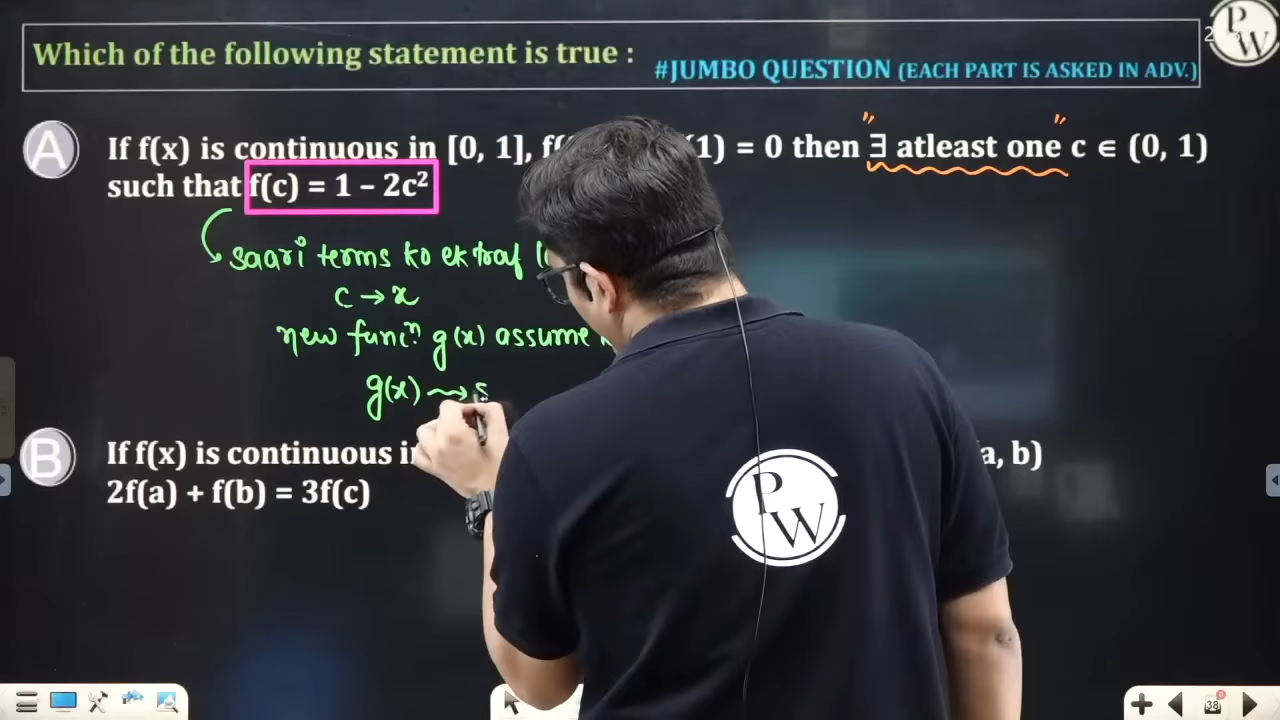 Which of the following statement is true :
#JUMBO QUESTION (EACH PART IS ASKED IN ADV.)
PW
A
If f(x) is continuous in [0, 1], 1) = 0 then "∃ atleast one" c ∈ (0, 1)
such that f(c) = 1 – 2c²
saari terms ko ek taraf
c → x
new funcⁿ g(x) assume
g(x)
B
If f(x) is continuous a, b)
2f(a) + f(b) = 3f(c)
PW
38